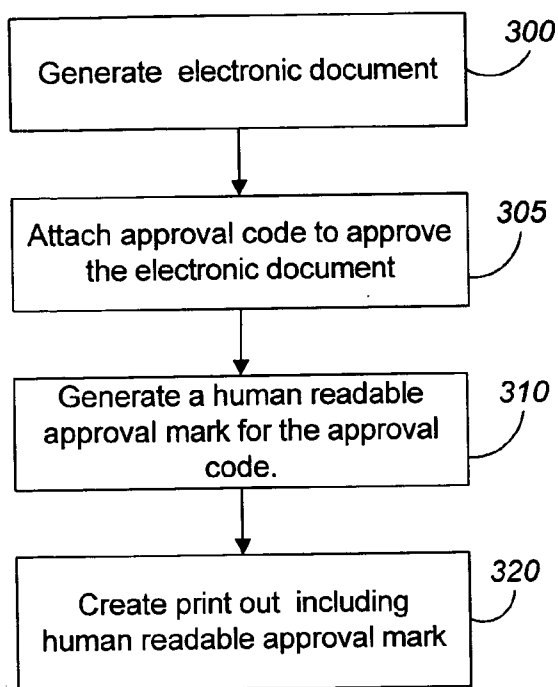 300
Generate electronic document
305
Attach approval code to approve
the electronic document
310
Generate a human readable
approval mark for the approval
code.
320
Create print out including
human readable approval mark